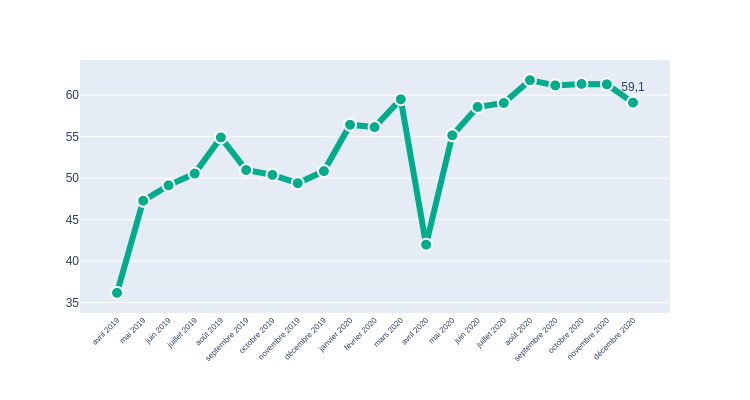 59,1
60
55
50
45
40
35
avril 2019
mai 2019
juin 2019
juillet 2019
août 2019
septembre 2019
octobre 2019
novembre 2019
décembre 2019
janvier 2020
février 2020
mars 2020
avril 2020
mai 2020
juin 2020
juillet 2020
août 2020
septembre 2020
octobre 2020
novembre 2020
décembre 2020